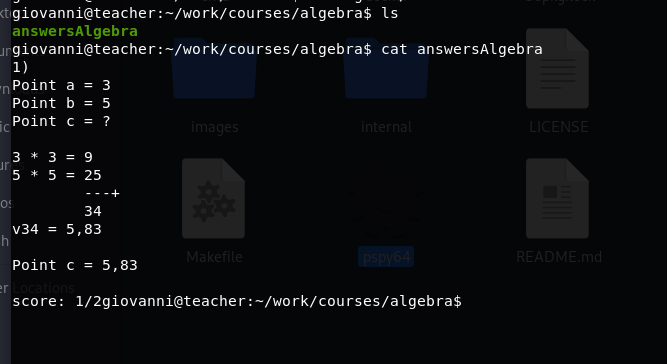 giovanni@teacher:~/work/courses/algebra$ ls
answersAlgebra
giovanni@teacher:~/work/courses/algebra$ cat answersAlgebra
1)
Point a = 3
Point b = 5
Point c = ?
images
internal
LICENSE
3 * 3 = 9
5 * 5 = 25
---+
34
v34 = 5,83
Makefile
pspy64
README.md
Point c = 5,83
er Locations
score: 1/2giovanni@teacher:~/work/courses/algebra$